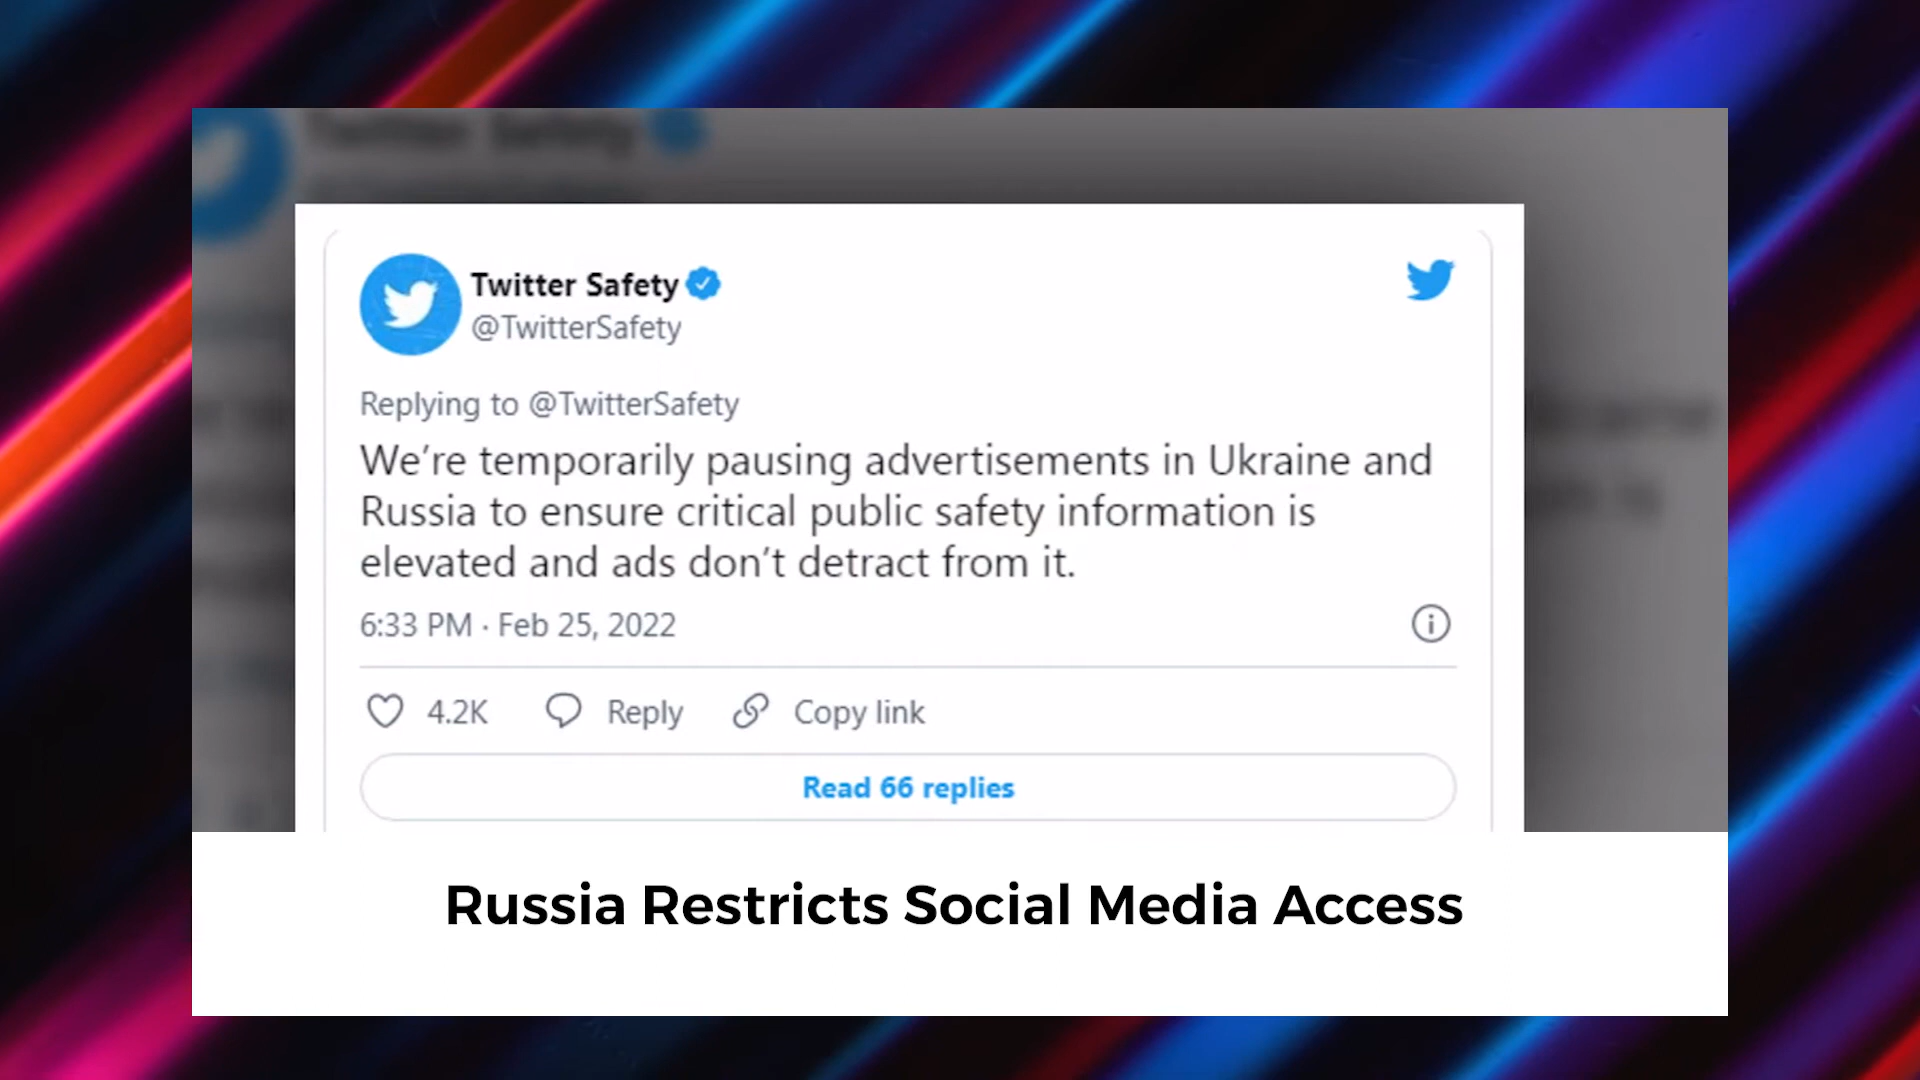 Twitter Safety
Twitter Safety
@TwitterSafety
Replying to @TwitterSafety
We're temporarily pausing advertisements in Ukraine and
Russia to ensure critical public safety information is
elevated and ads don't detract from it.
6:33 PM · Feb 25, 2022
4.2K Reply Copy link
Read 66 replies
Russia Restricts Social Media Access